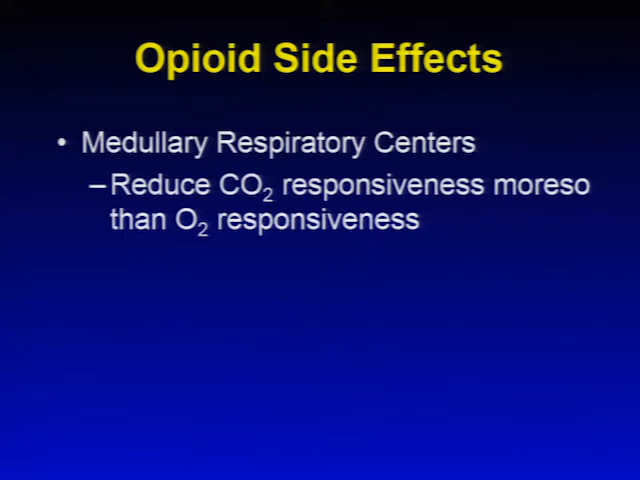 Opioid Side Effects
• Medullary Respiratory Centers
– Reduce CO₂ responsiveness moreso
than O₂ responsiveness